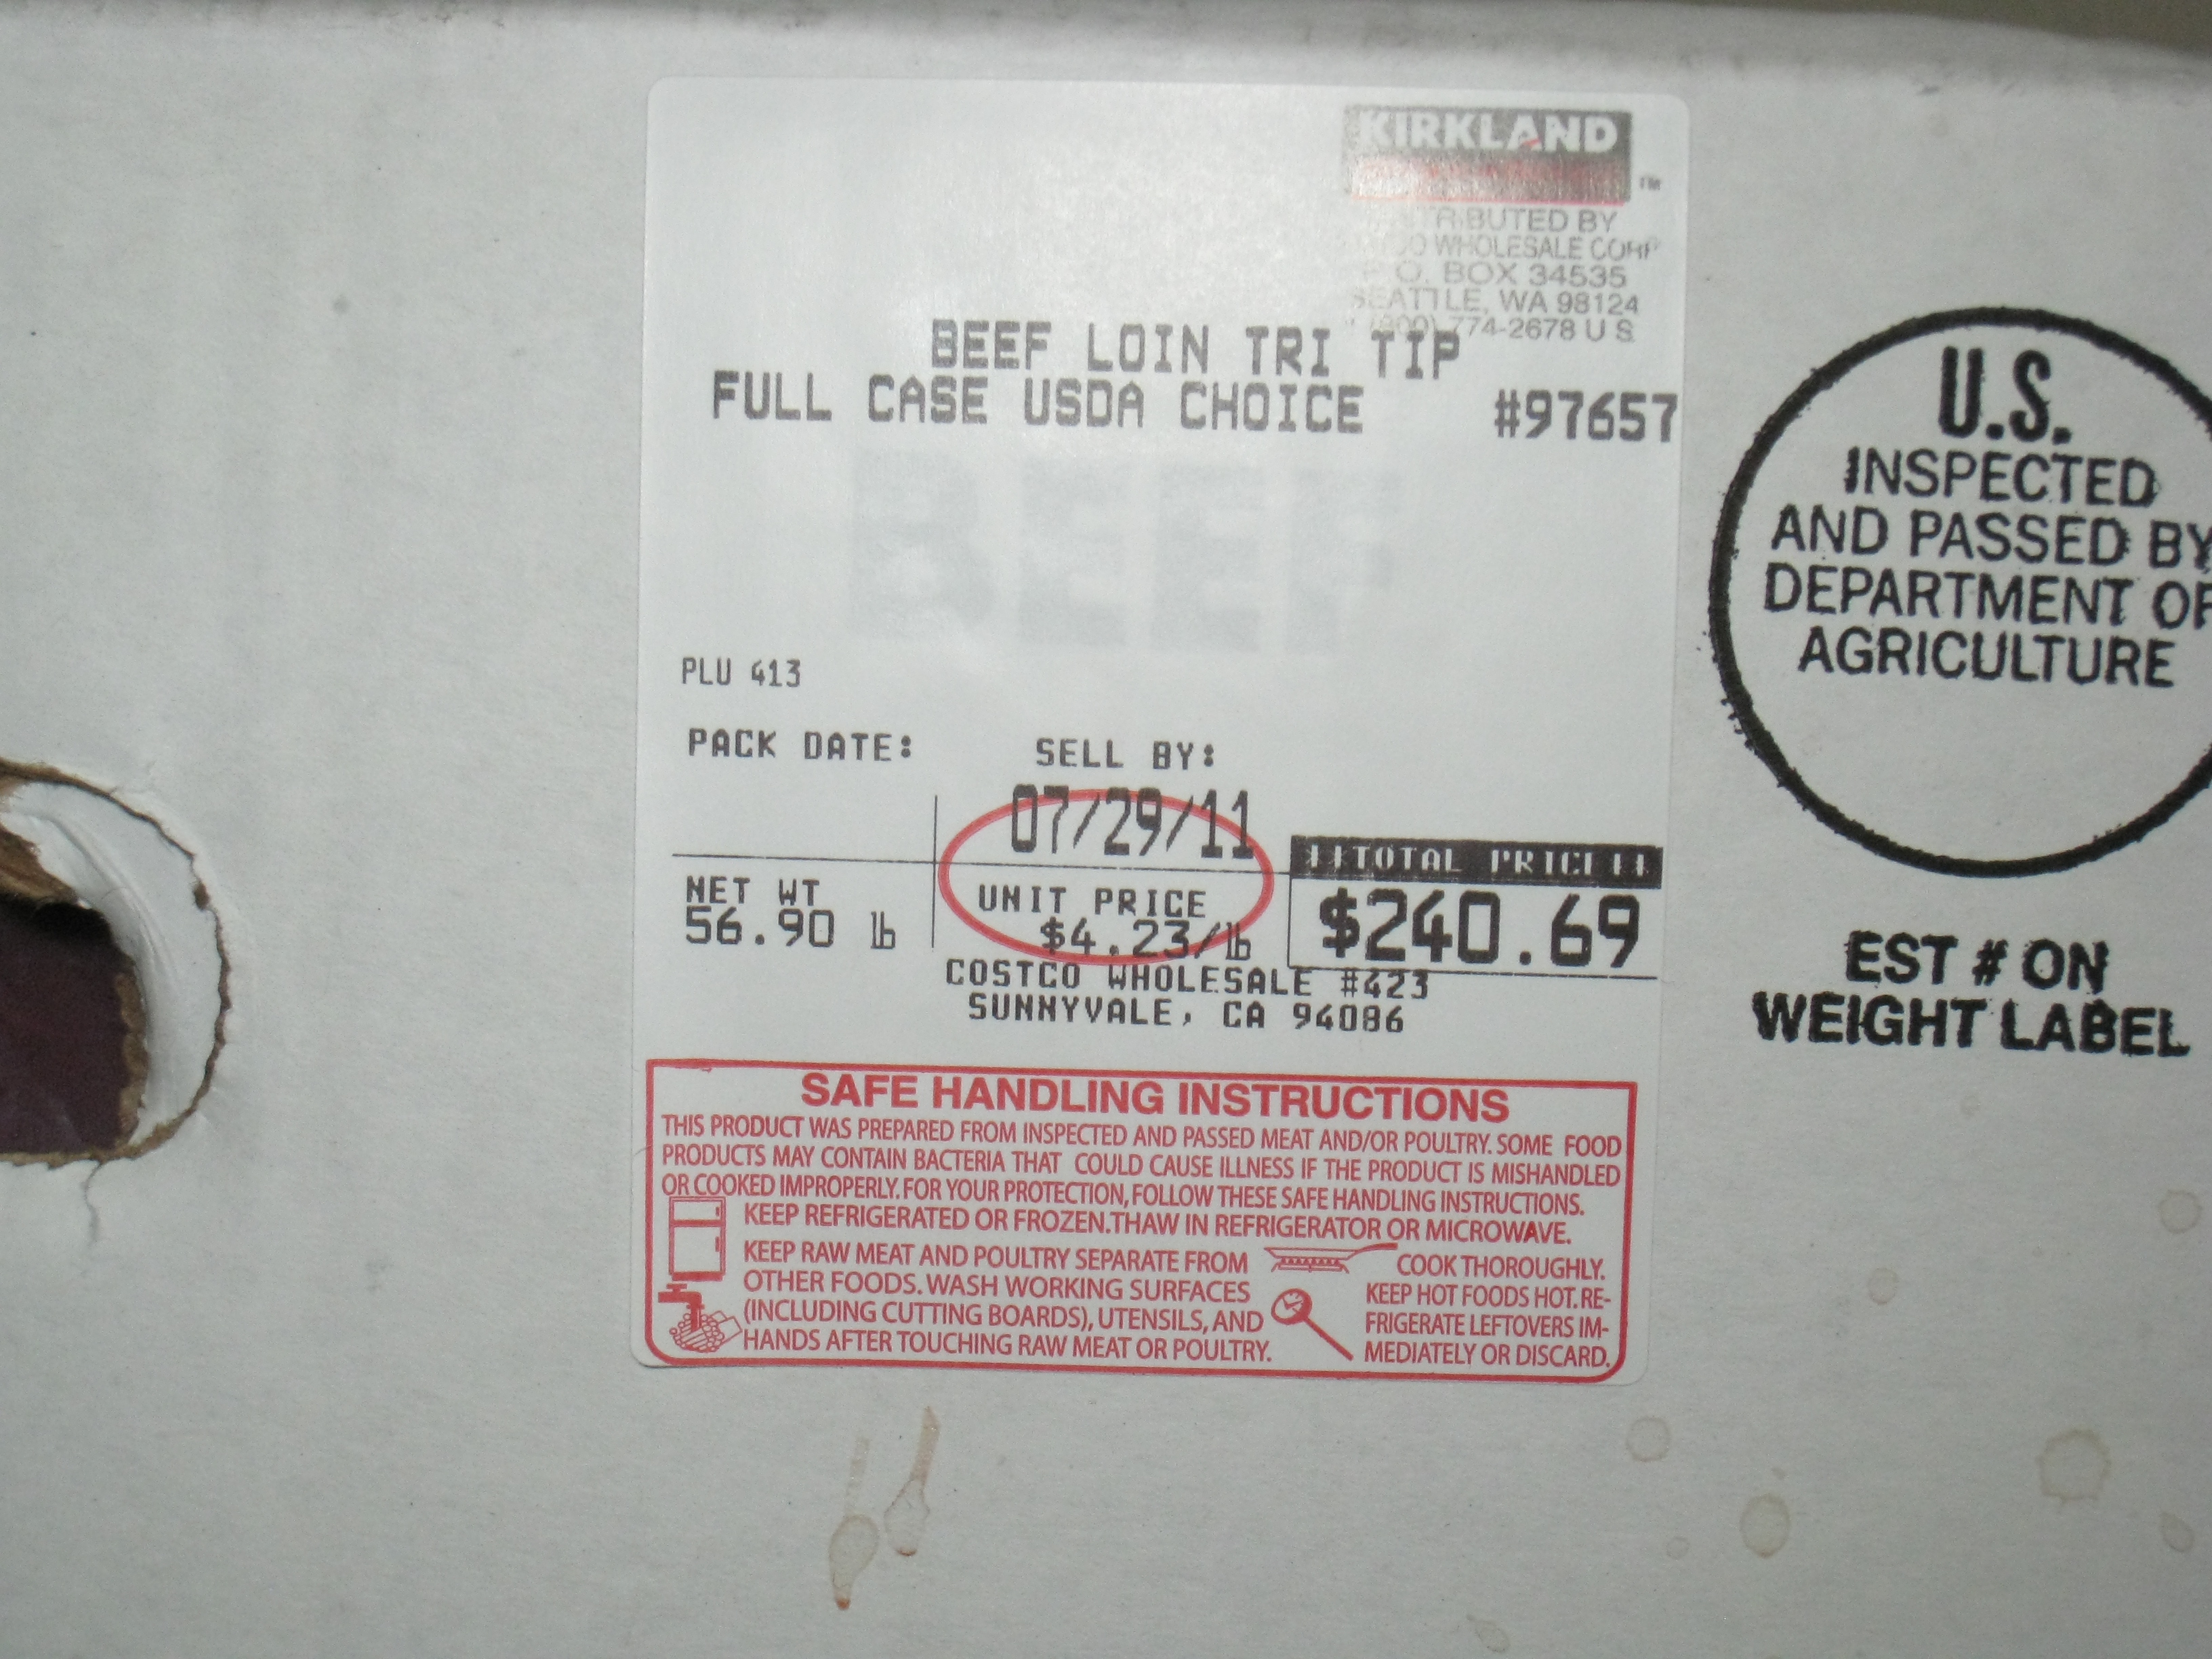 KIRKLAND
TM
TRIBUTED BY
WHOLESALE CORP
P.O. BOX 34535
SEATTLE, WA 98124
774-2678 U S
BEEF LOIN TRI TIP
FULL CASE USDA CHOICE #97657
BEEF
PLU 413
PACK DATE: SELL BY:
07/29/11
TOTAL PRICE
NET WT UNIT PRICE
56.90 lb $4.23/lb $240.69
COSTCO WHOLESALE #423
SUNNYVALE, CA 94086
SAFE HANDLING INSTRUCTIONS
THIS PRODUCT WAS PREPARED FROM INSPECTED AND PASSED MEAT AND/OR POULTRY. SOME FOOD
PRODUCTS MAY CONTAIN BACTERIA THAT COULD CAUSE ILLNESS IF THE PRODUCT IS MISHANDLED
OR COOKED IMPROPERLY. FOR YOUR PROTECTION, FOLLOW THESE SAFE HANDLING INSTRUCTIONS.
KEEP REFRIGERATED OR FROZEN. THAW IN REFRIGERATOR OR MICROWAVE.
KEEP RAW MEAT AND POULTRY SEPARATE FROM
OTHER FOODS. WASH WORKING SURFACES
(INCLUDING CUTTING BOARDS), UTENSILS, AND
HANDS AFTER TOUCHING RAW MEAT OR POULTRY.
COOK THOROUGHLY.
KEEP HOT FOODS HOT. RE-
FRIGERATE LEFTOVERS IM-
MEDIATELY OR DISCARD.
U.S.
INSPECTED
AND PASSED BY
DEPARTMENT OF
AGRICULTURE
EST # ON
WEIGHT LABEL